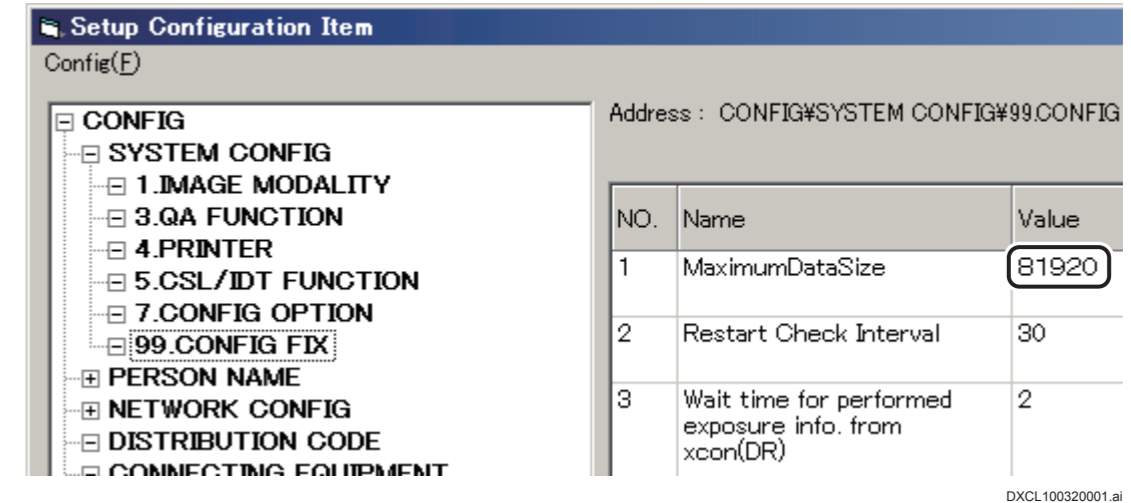 Setup Configuration Item
Config(F)
Address : CONFIG¥SYSTEM CONFIG¥99.CONFIG
CONFIG
SYSTEM CONFIG
1.IMAGE MODALITY
3.QA FUNCTION
4.PRINTER
5.CSL/IDT FUNCTION
7.CONFIG OPTION
99.CONFIG FIX
PERSON NAME
NETWORK CONFIG
DISTRIBUTION CODE
CONNECTING EQUIPMENT
NO. Name Value
1 MaximumDataSize 81920
2 Restart Check Interval 30
3 Wait time for performed 2
exposure info. from
xcon(DR)
DXCL100320001.ai